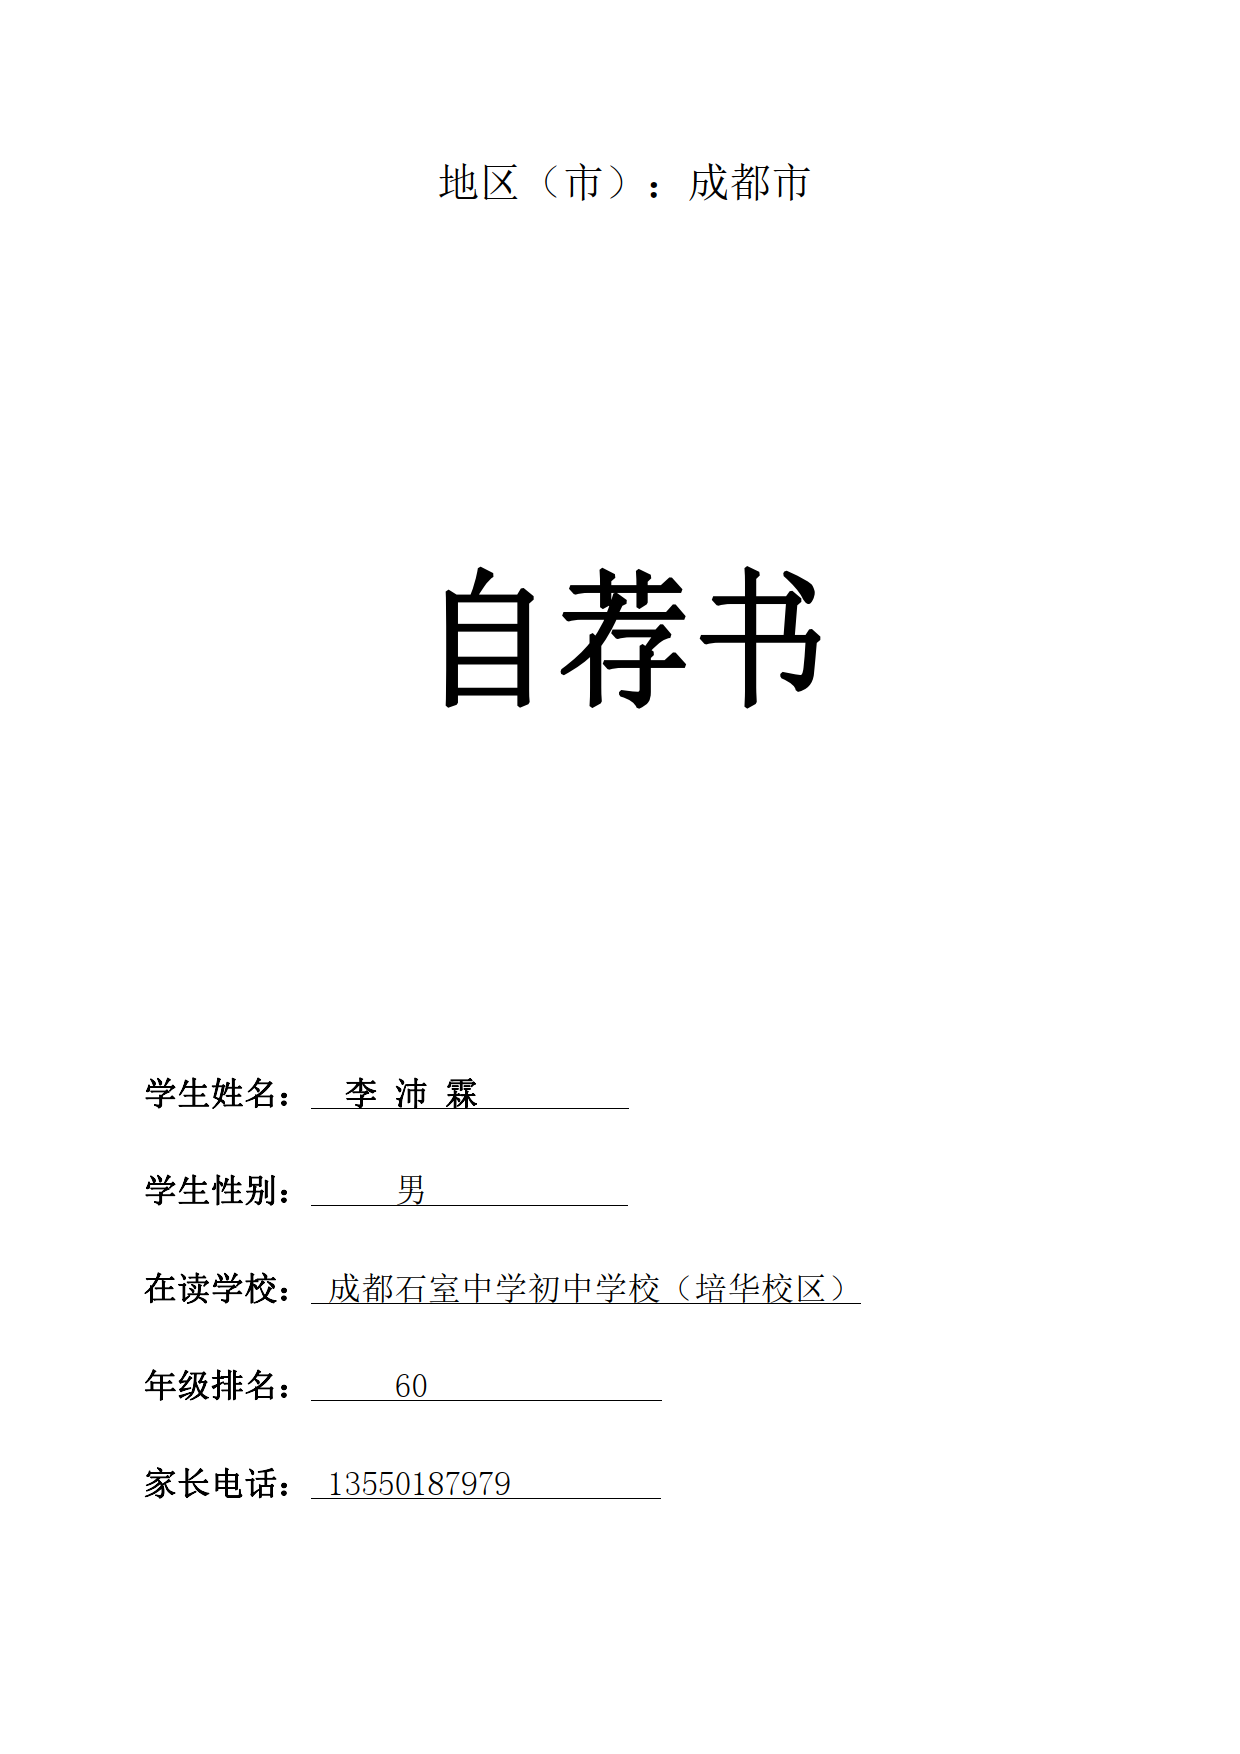 地区（市）：成都市
自荐书
学生姓名： 李 沛 霖
学生性别： 男
在读学校： 成都石室中学初中学校（培华校区）
年级排名： 60
家长电话： 13550187979